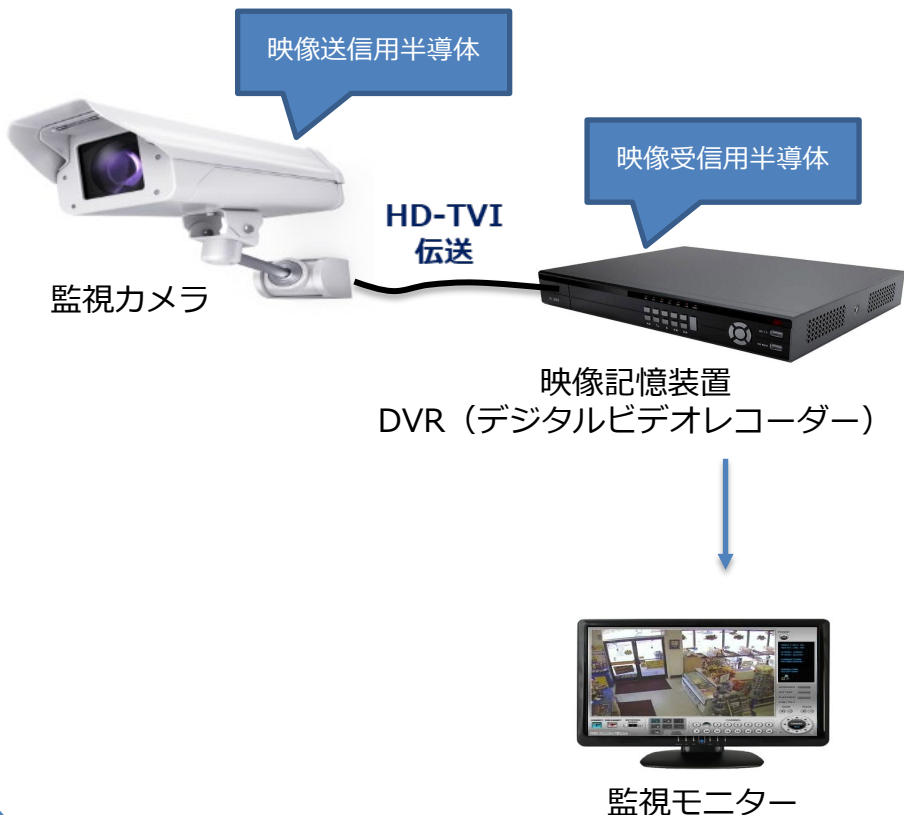 映像送信用半導体
映像受信用半導体
HD-TVI
伝送
監視カメラ
映像記憶装置
DVR（デジタルビデオレコーダー）
監視モニター